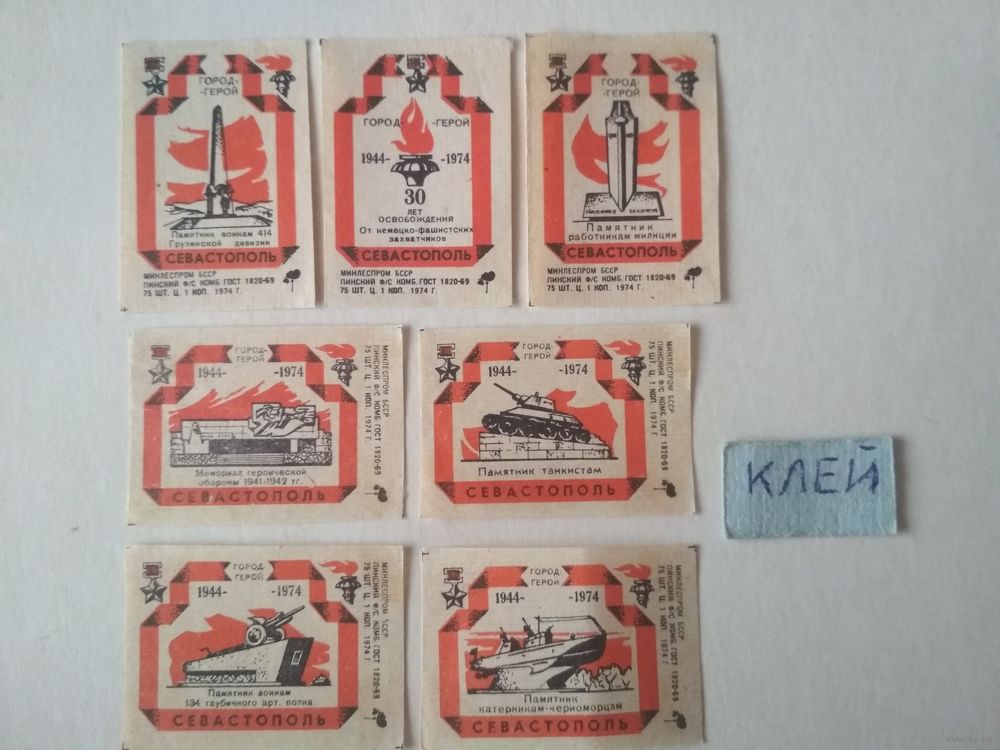 ГОРОД-
-ГЕРОЙ
Памятник воинам 414
Грузинской дивизии
СЕВАСТОПОЛЬ
МИНЛЕСПРОМ БССР
ПИНСКИЙ Ф/С КОМБ. ГОСТ 1820-69
75 ШТ. Ц. 1 КОП. 1974 Г.
ГОРОД- -ГЕРОЙ
1944- -1974
30
ЛЕТ
ОСВОБОЖДЕНИЯ
От немецко-фашистских
захватчиков
СЕВАСТОПОЛЬ
МИНЛЕСПРОМ БССР
ПИНСКИЙ Ф/С КОМБ. ГОСТ 1820-69
75 ШТ. Ц. 1 КОП. 1974 Г.
ГОРОД-
-ГЕРОЙ
Памятник
работникам милиции
СЕВАСТОПОЛЬ
МИНЛЕСПРОМ БССР
ПИНСКИЙ Ф/С КОМБ. ГОСТ 1820-69
75 ШТ. Ц. 1 КОП. 1974 Г.
ГОРОД-
ГЕРОЙ
1944- -1974
Мемориал героической
обороны 1941-1942 гг.
СЕВАСТОПОЛЬ
МИНЛЕСПРОМ БССР
ПИНСКИЙ Ф/С КОМБ ГОСТ 1820-69
75 ШТ. Ц. 1 КОП. 1974 Г.
ГОРОД-
ГЕРОЙ
1944- -1974
Памятник танкистам
СЕВАСТОПОЛЬ
МИНЛЕСПРОМ БССР
ПИНСКИЙ Ф/С КОМБ ГОСТ 1820-69
75 ШТ. Ц. 1 КОП. 1974 Г.
КЛЕЙ
ГОРОД-
ГЕРОЙ
1944- -1974
Памятник воинам
134 гаубичного арт. полка
СЕВАСТОПОЛЬ
МИНЛЕСПРОМ БССР
ПИНСКИЙ Ф/С КОМБ ГОСТ 1820-69
75 ШТ. Ц. 1 КОП. 1974 Г.
ГОРОД-
ГЕРОЙ
1944- -1974
Памятник
катерникам-черноморцам
СЕВАСТОПОЛЬ
МИНЛЕСПРОМ БССР
ПИНСКИЙ Ф/С КОМБ ГОСТ 1820-69
75 ШТ. Ц. 1 КОП. 1974 Г.